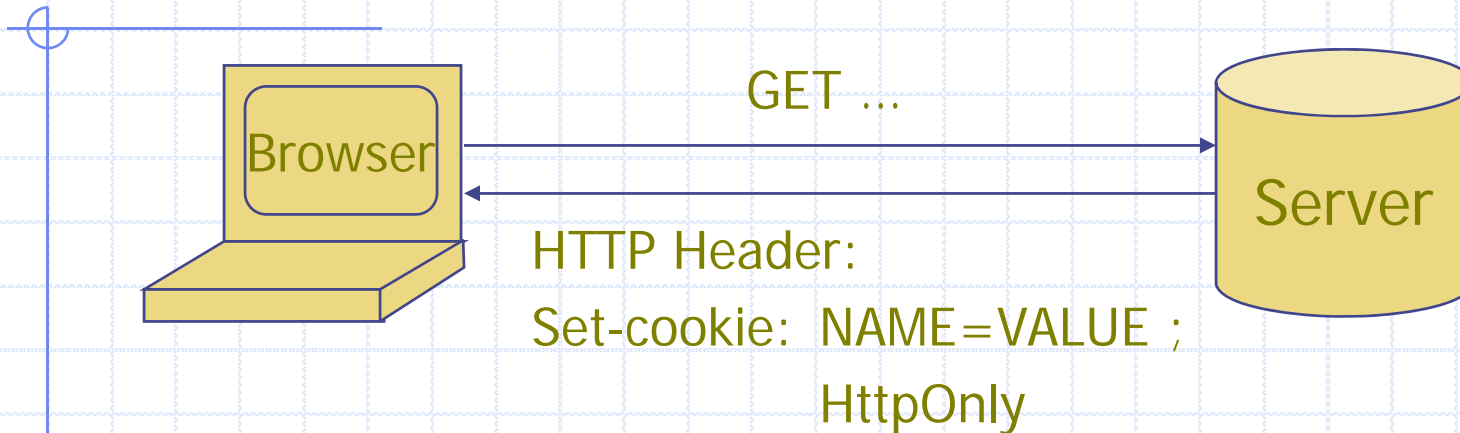 GET ...
Browser
Server
HTTP Header:
Set-cookie: NAME=VALUE ;
HttpOnly